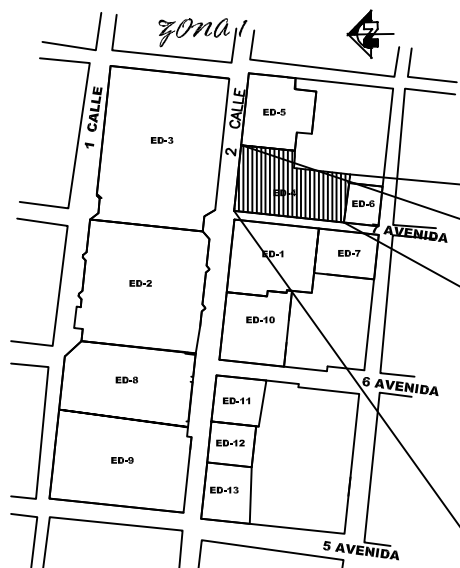 zona 1
N
1 CALLE
2 CALLE
ED-5
ED-3
ED-4
ED-6
7 AVENIDA
ED-1
ED-7
ED-2
ED-10
ED-8
6 AVENIDA
ED-11
ED-12
ED-9
ED-13
5 AVENIDA